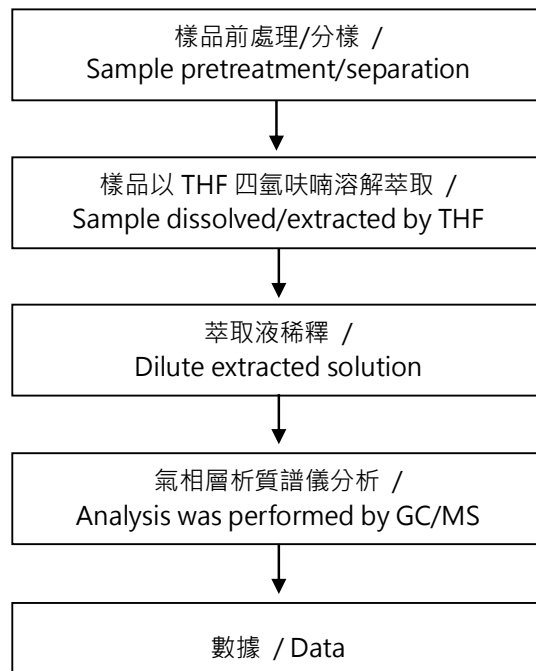 樣品前處理/分樣 /
Sample pretreatment/separation
樣品以 THF 四氫呋喃溶解萃取 /
Sample dissolved/extracted by THF
萃取液稀釋 /
Dilute extracted solution
氣相層析質譜儀分析 /
Analysis was performed by GC/MS
數據 / Data